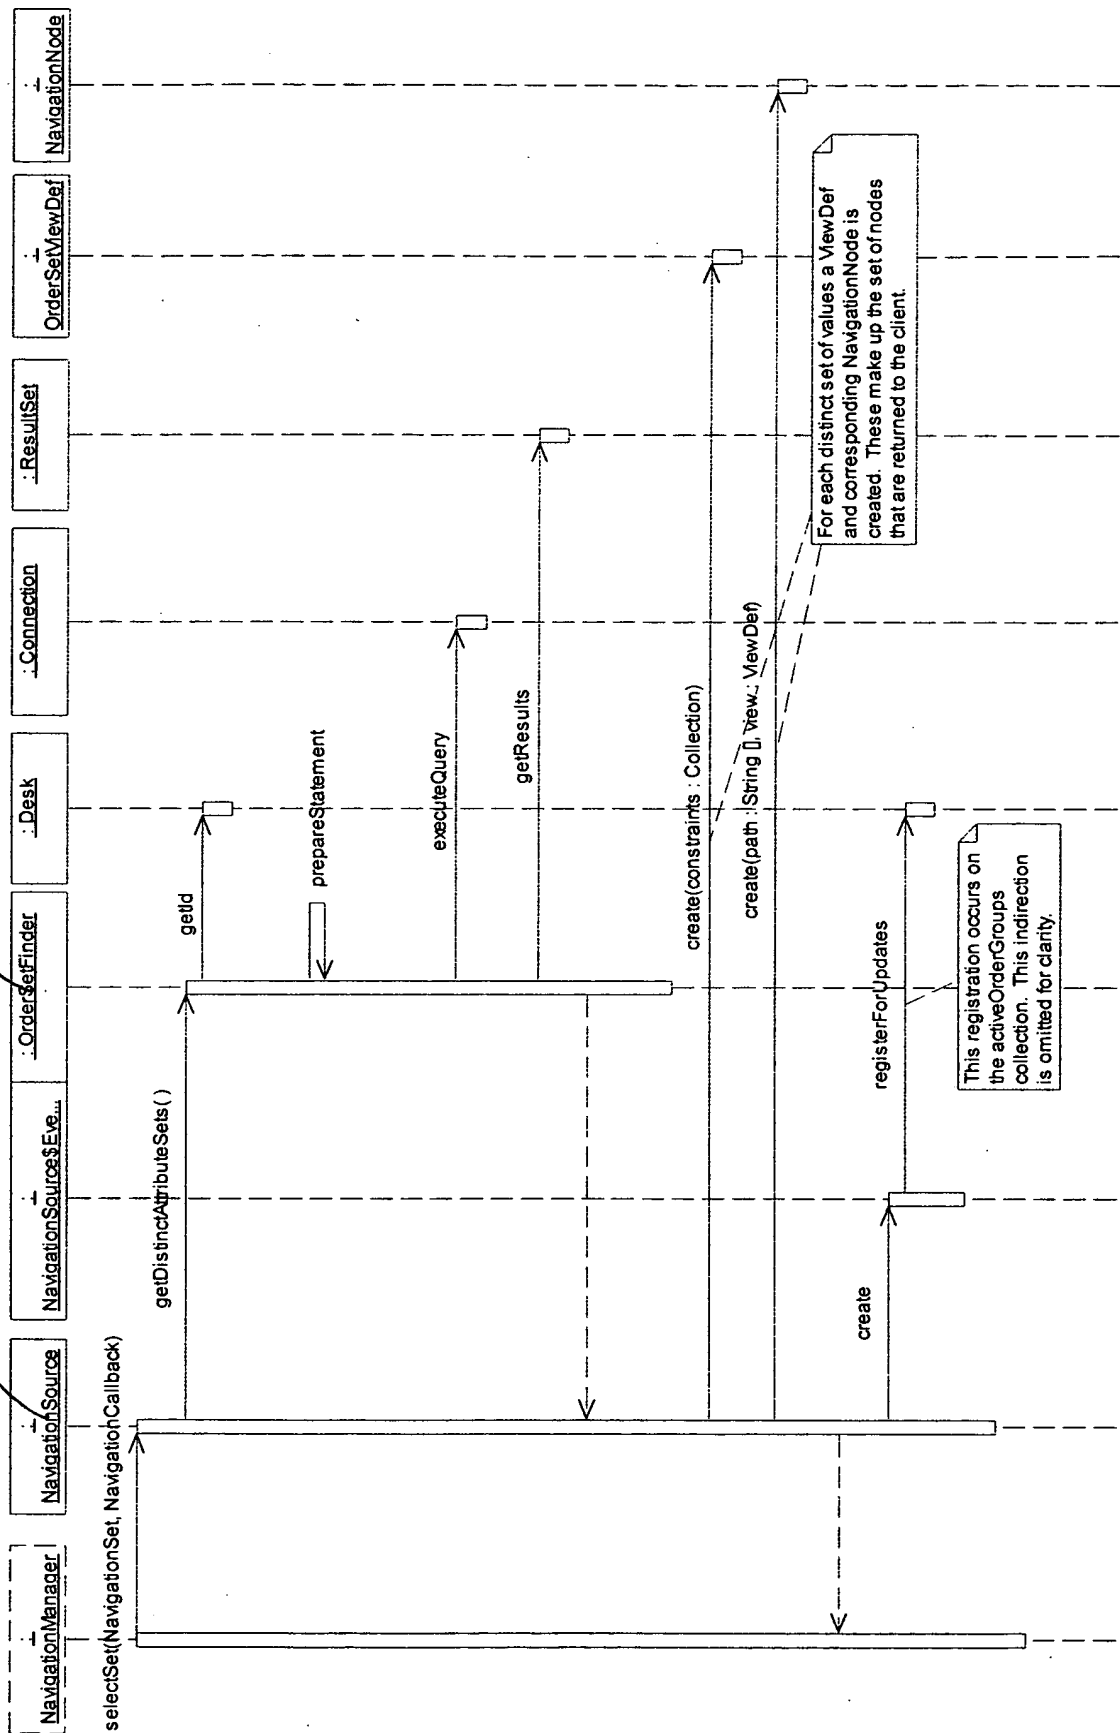 :
NavigationManager
:
NavigationSource
:
NavigationSource$Eve...
: OrderSetFinder
: Desk
: Connection
: ResultSet
:
OrderSetViewDef
:
NavigationNode
selectSet(NavigationSet, NavigationCallback)
getDistinctAttributeSets( )
getId
prepareStatement
executeQuery
getResults
create(constraints : Collection)
create(path : String [], view : ViewDef)
For each distinct set of values a ViewDef
and corresponding NavigationNode is
created. These make up the set of nodes
that are returned to the client.
create
registerForUpdates
This registration occurs on
the activeOrderGroups
collection. This indirection
is omitted for clarity.